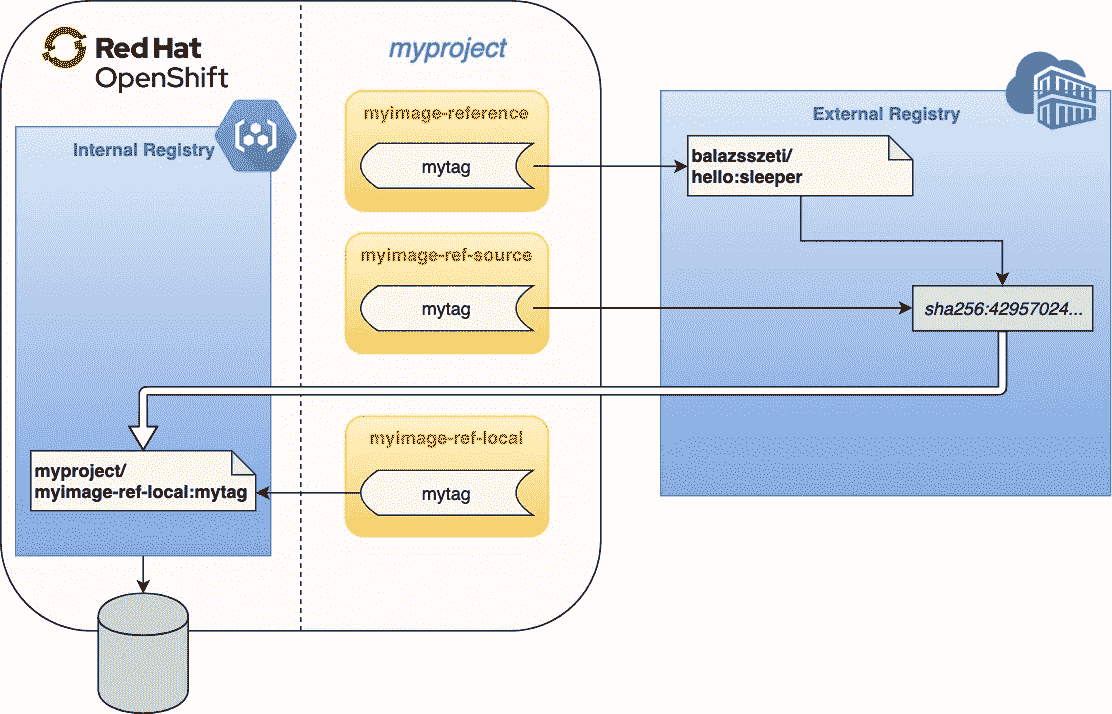 Red Hat
OpenShift
myproject
Internal Registry
myimage-reference
mytag
myimage-ref-source
mytag
myimage-ref-local
mytag
myproject/
myimage-ref-local:mytag
External Registry
balazsszeti/
hello:sleeper
sha256:42957024...